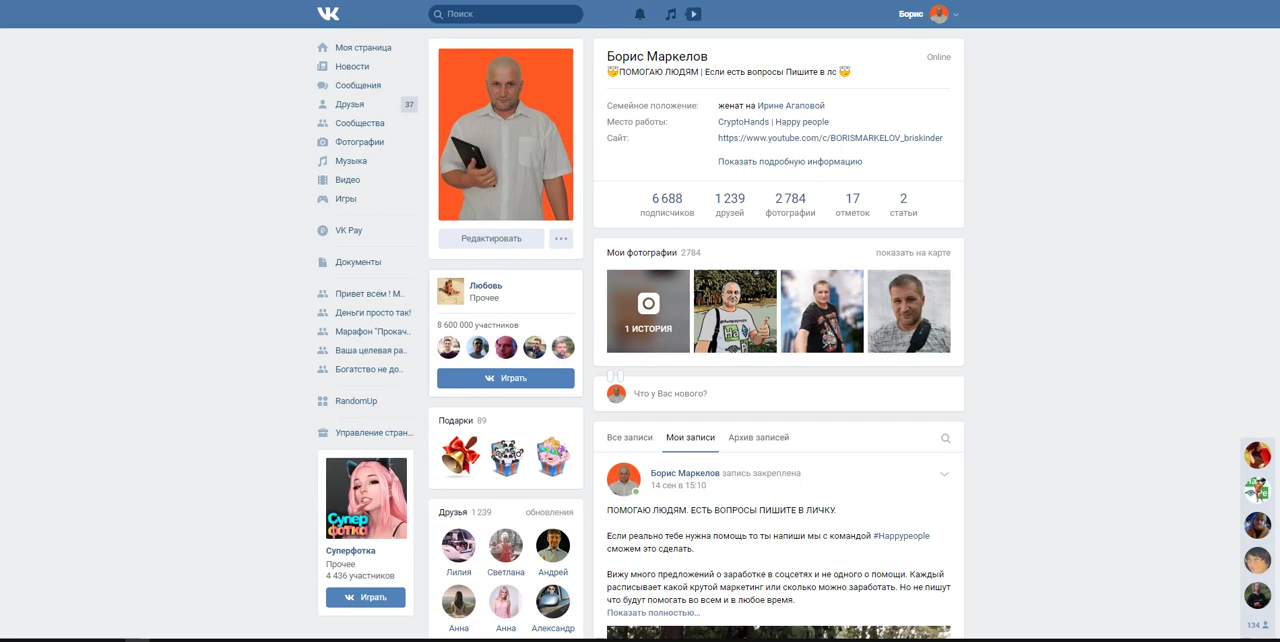 Поиск
Борис
Моя страница
Новости
Сообщения
Друзья
37
Сообщества
Фотографии
Музыка
Видео
Игры
VK Pay
Документы
Привет всем ! М..
Деньги просто так!
Марафон "Прокач..
Ваша целевая ра..
Богатство не до..
RandomUp
Управление стран...
Супер
фотка
Суперфотка
Прочее
4 436 участников
Играть
Редактировать
Любовь
Прочее
8 600 000 участников
Играть
Подарки 89
Друзья 1 239 обновления
Лилия Светлана Андрей
Анна Анна Александр
Борис Маркелов Online
😇ПОМОГАЮ ЛЮДЯМ | Если есть вопросы Пишите в лс 😇
Семейное положение: женат на Ирине Агаповой
Место работы: CryptoHands | Happy people
Сайт: https://www.youtube.com/c/BORISMARKELOV_briskinder
Показать подробную информацию
6 688 1 239 2 784 17 2
подписчиков друзей фотографии отметок статьи
Мои фотографии 2784 показать на карте
1 ИСТОРИЯ
Что у Вас нового?
Все записи Мои записи Архив записей
Борис Маркелов запись закреплена
14 сен в 15:10
ПОМОГАЮ ЛЮДЯМ. ЕСТЬ ВОПРОСЫ ПИШИТЕ В ЛИЧКУ.
Если реально тебе нужна помощь то ты напиши мы с командой #Happypeople
сможем это сделать.
Вижу много предложений о заработке в соцсетях и не одного о помощи. Каждый
расписывает какой крутой маркетинг или сколько можно заработать. Но не пишут
что будут помогать во всем и в любое время.
Показать полностью...
134